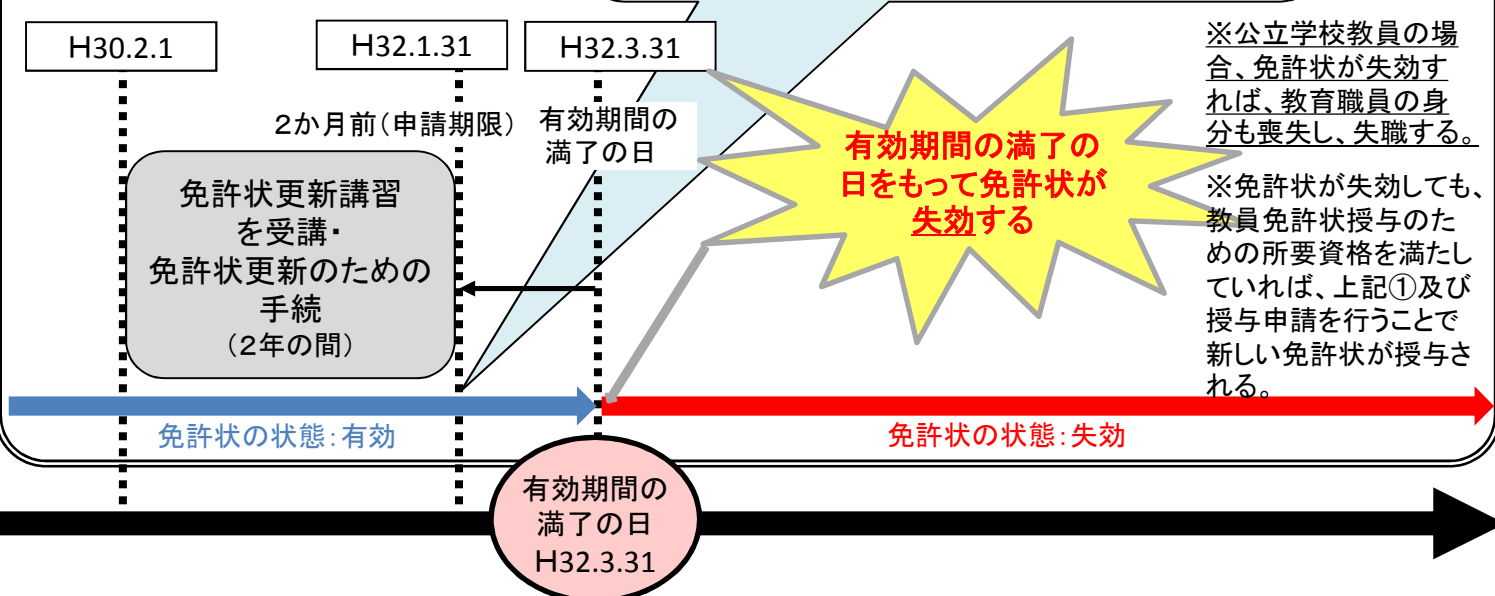 H30.2.1
H32.1.31
H32.3.31
2か月前(申請期限)
有効期間の
満了の日
免許状更新講習
を受講・
免許状更新のための
手続
(2年の間)
有効期間の満了の
日をもって免許状が
失効する
※公立学校教員の場
合、免許状が失効す
れば、教育職員の身
分も喪失し、失職する。
※免許状が失効しても、
教員免許状授与のた
めの所要資格を満たし
ていれば、上記①及び
授与申請を行うことで
新しい免許状が授与さ
れる。
免許状の状態:有効
免許状の状態:失効
有効期間の
満了の日
H32.3.31